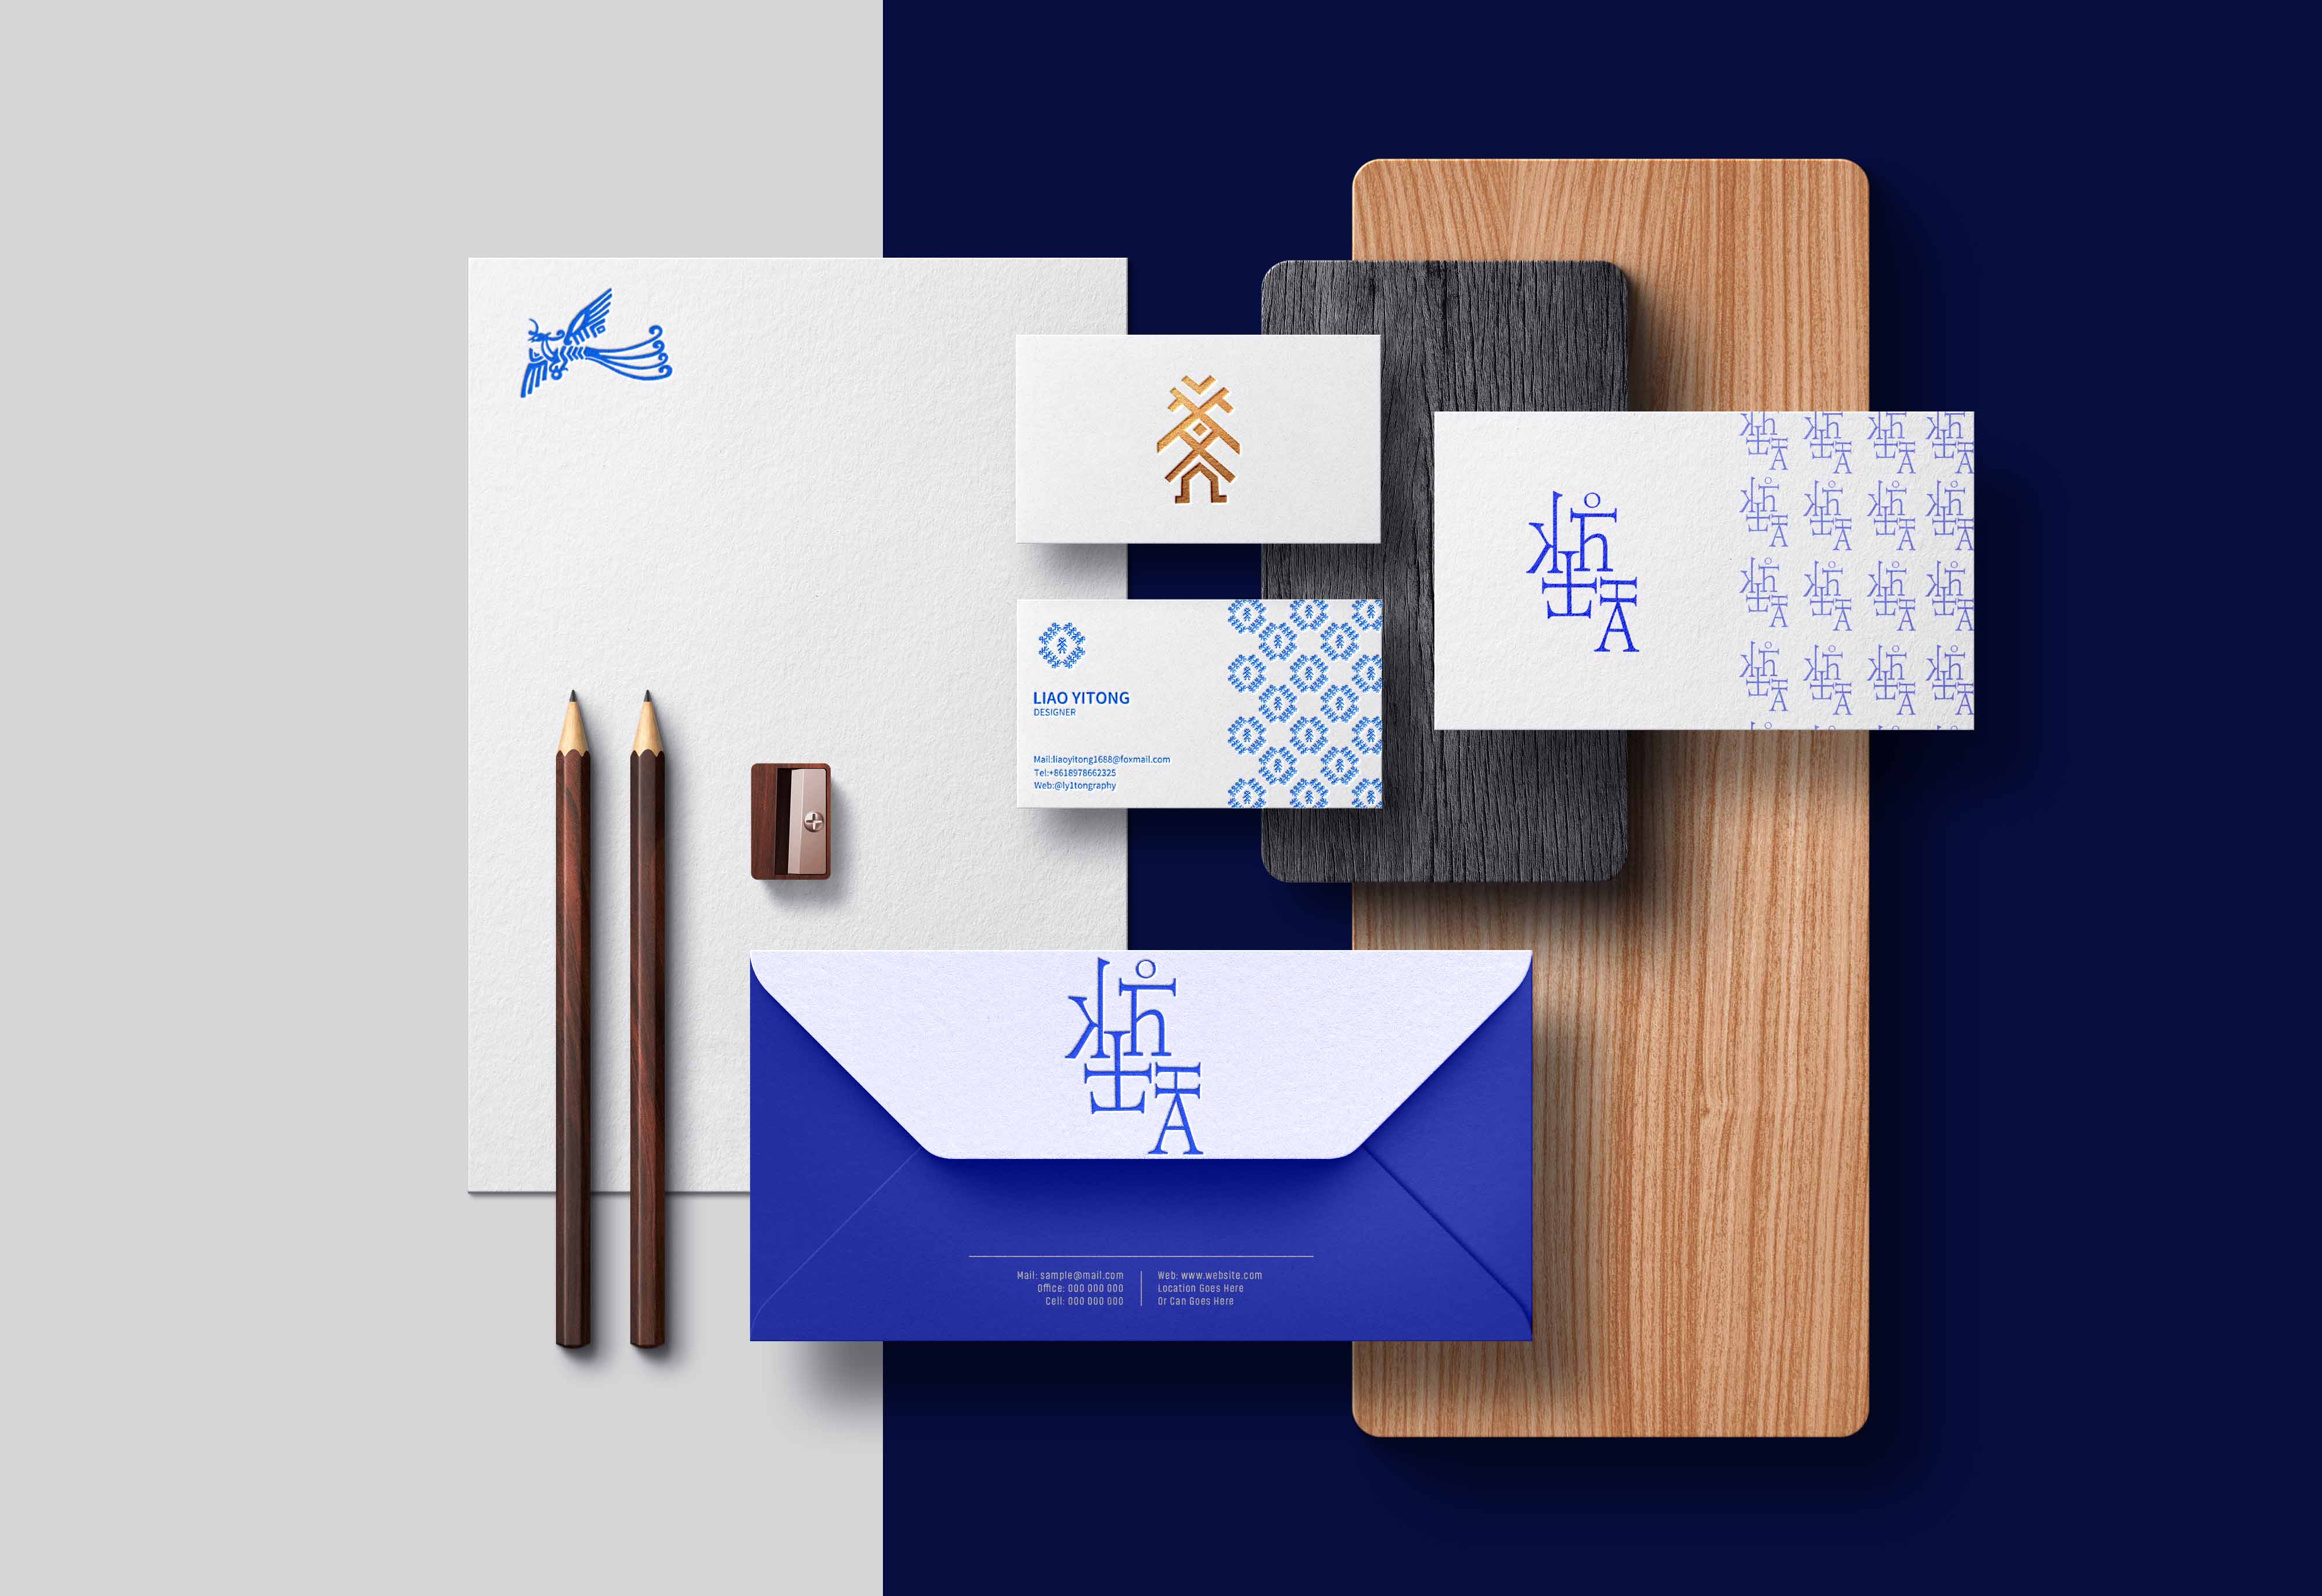 LIAO YITONG
DESIGNER
Mail:liaoyitong1688@foxmail.com
Tel:+8618978662325
Web:@ly1tongraphy
Mail: sample@mail.com
Office: 000 000 000
Cell: 000 000 000
Web: www.website.com
Location Goes Here
Or Can Goes Here